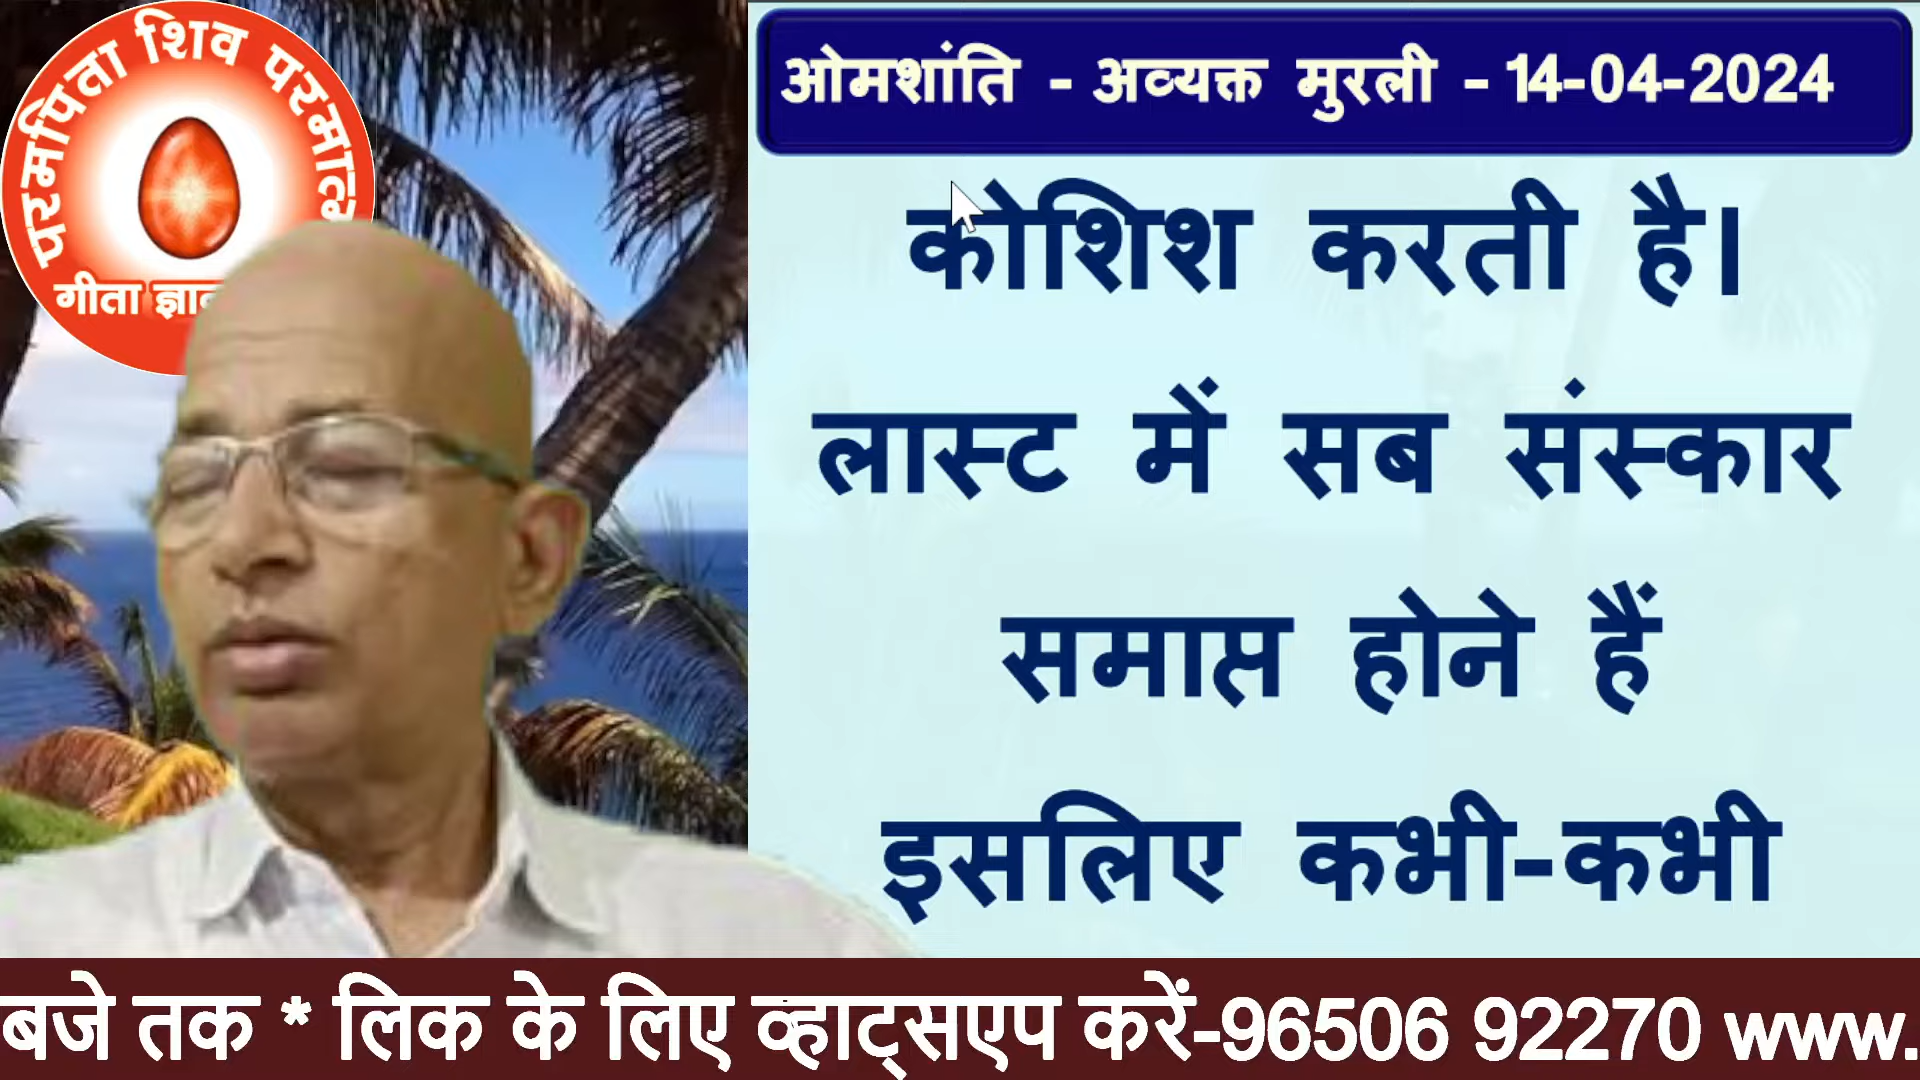 परमपिता शिव
गीता
ओमशांति - अव्यक्त मुरली - 14-04-2024
कोशिश करती है।
लास्ट में सब संस्कार
समाप्त होने हैं
इसलिए कभी-कभी
बजे तक * लिक के लिए व्हाट्सएप करें-96506 92270 www.